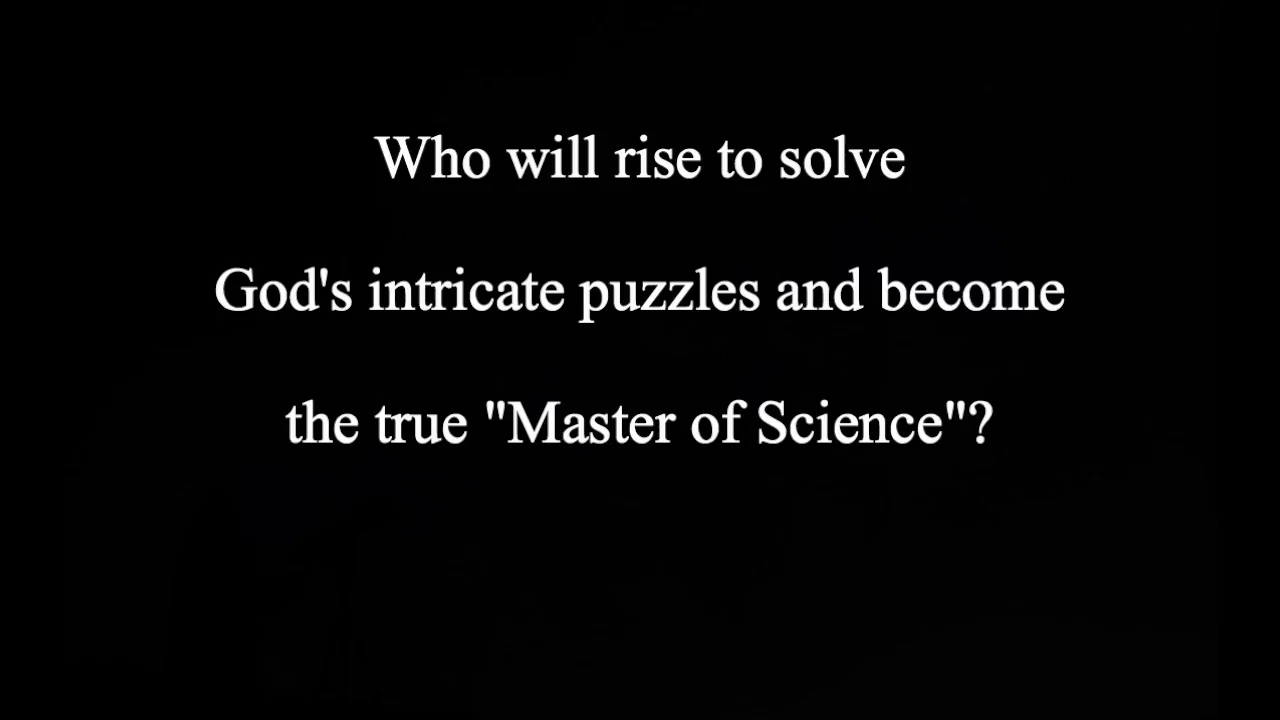 Who will rise to solve
God's intricate puzzles and become
the true "Master of Science"?